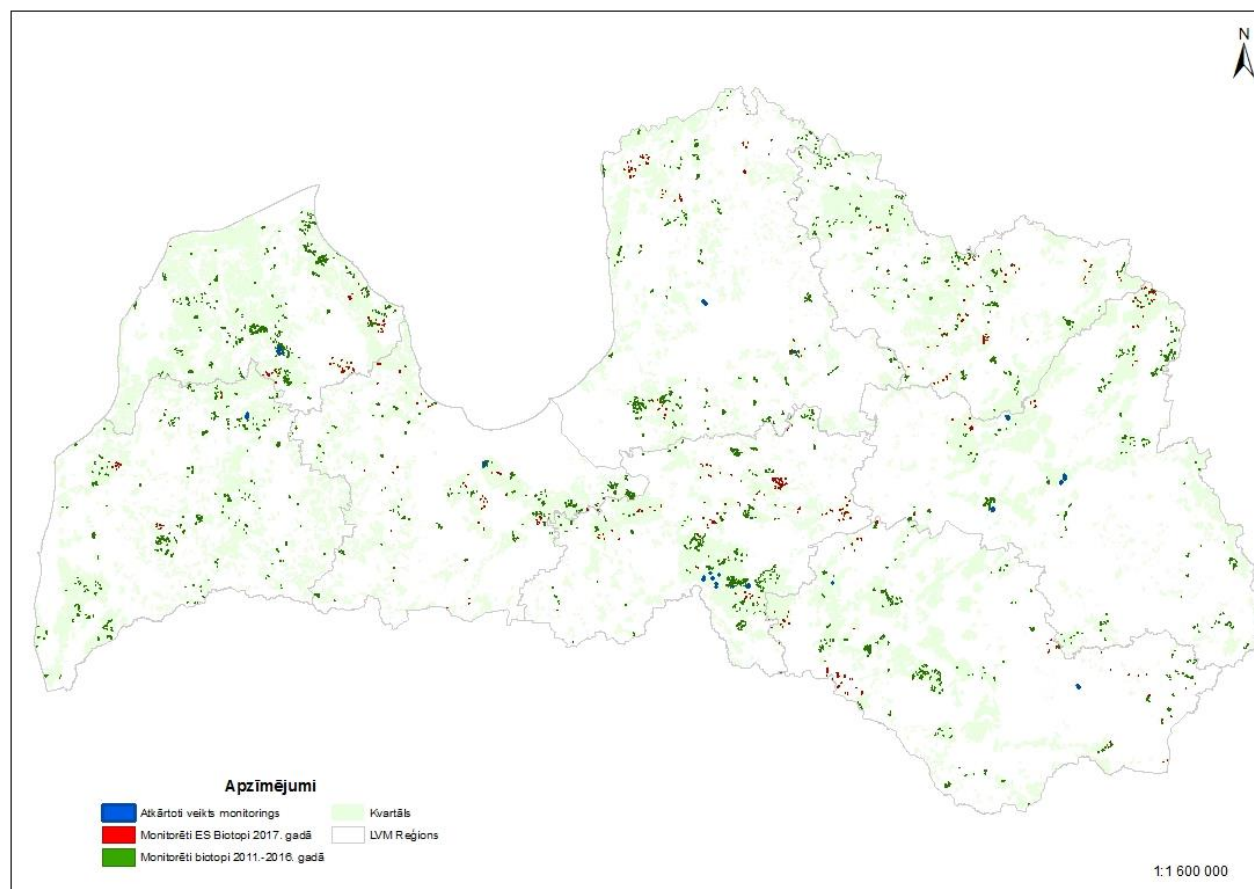 N
Apzīmējumi
Atkārtoti veikts monitorings
Monitorēti ES Biotopi 2017. gadā
Monitorēti biotopi 2011.-2016. gadā
Kvartāls
LVM Reģions
1:1 600 000